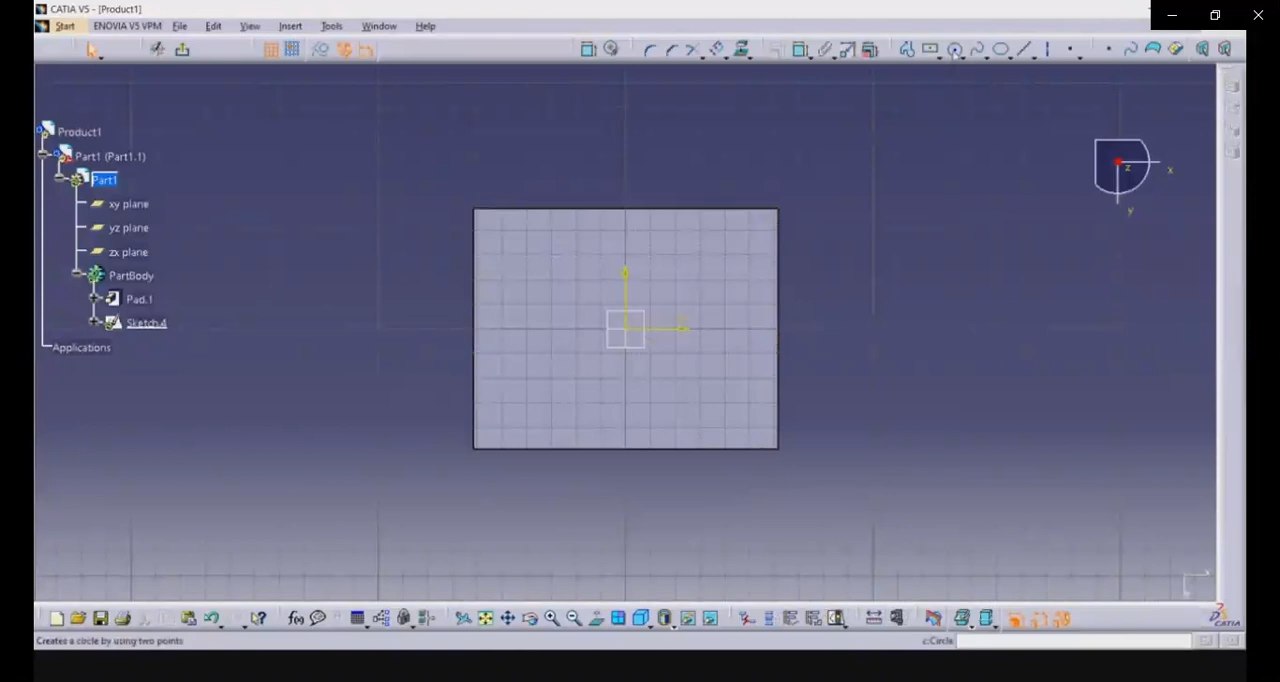 CATIA V5 - [Product1]
Start ENOVIA V5 VPM File Edit View Insert Tools Window Help
Product1
Part1 (Part1.1)
Part1
xy plane
yz plane
zx plane
PartBody
Pad.1
Sketch.4
Applications
z
x
y
f(x)
CATIA
Creates a circle by using two points
c:Circle